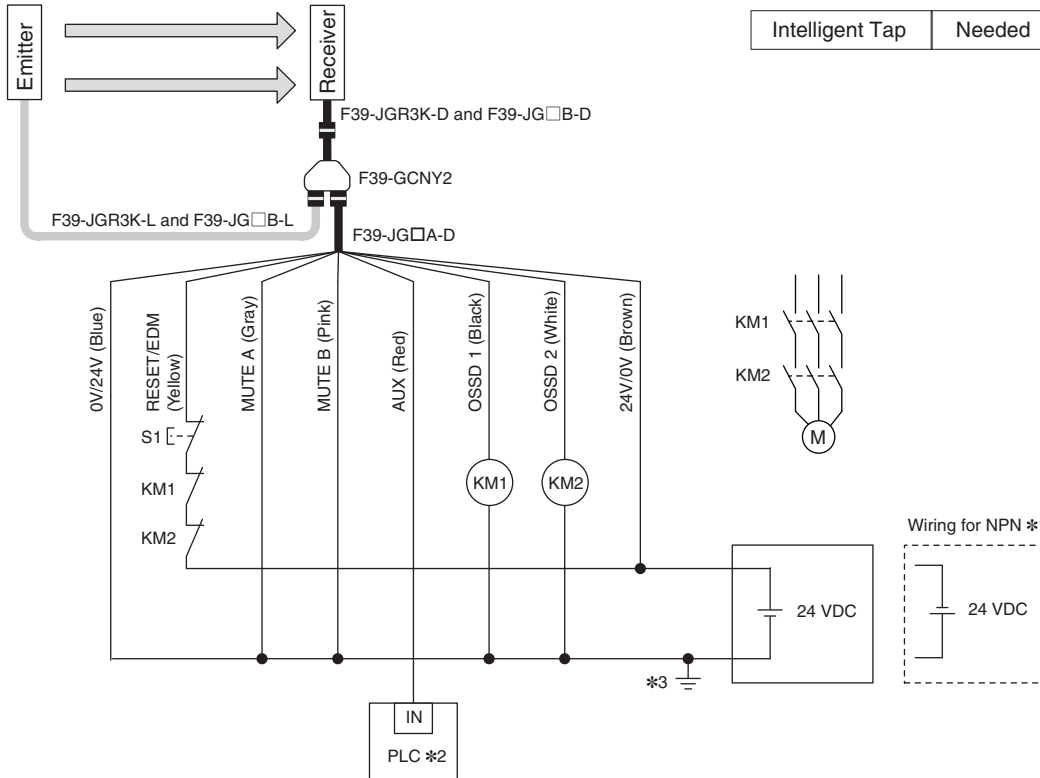 Emitter
Receiver
Intelligent Tap
Needed
F39-JGR3K-D and F39-JG□B-D
F39-GCNY2
F39-JGR3K-L and F39-JG□B-L
F39-JG□A-D
0V/24V (Blue)
RESET/EDM
(Yellow)
MUTE A (Gray)
MUTE B (Pink)
AUX (Red)
OSSD 1 (Black)
OSSD 2 (White)
24V/0V (Brown)
KM1
KM2
M
S1
KM1
KM2
KM1
KM2
Wiring for NPN ✱
24 VDC
24 VDC
✱3
IN
PLC ✱2